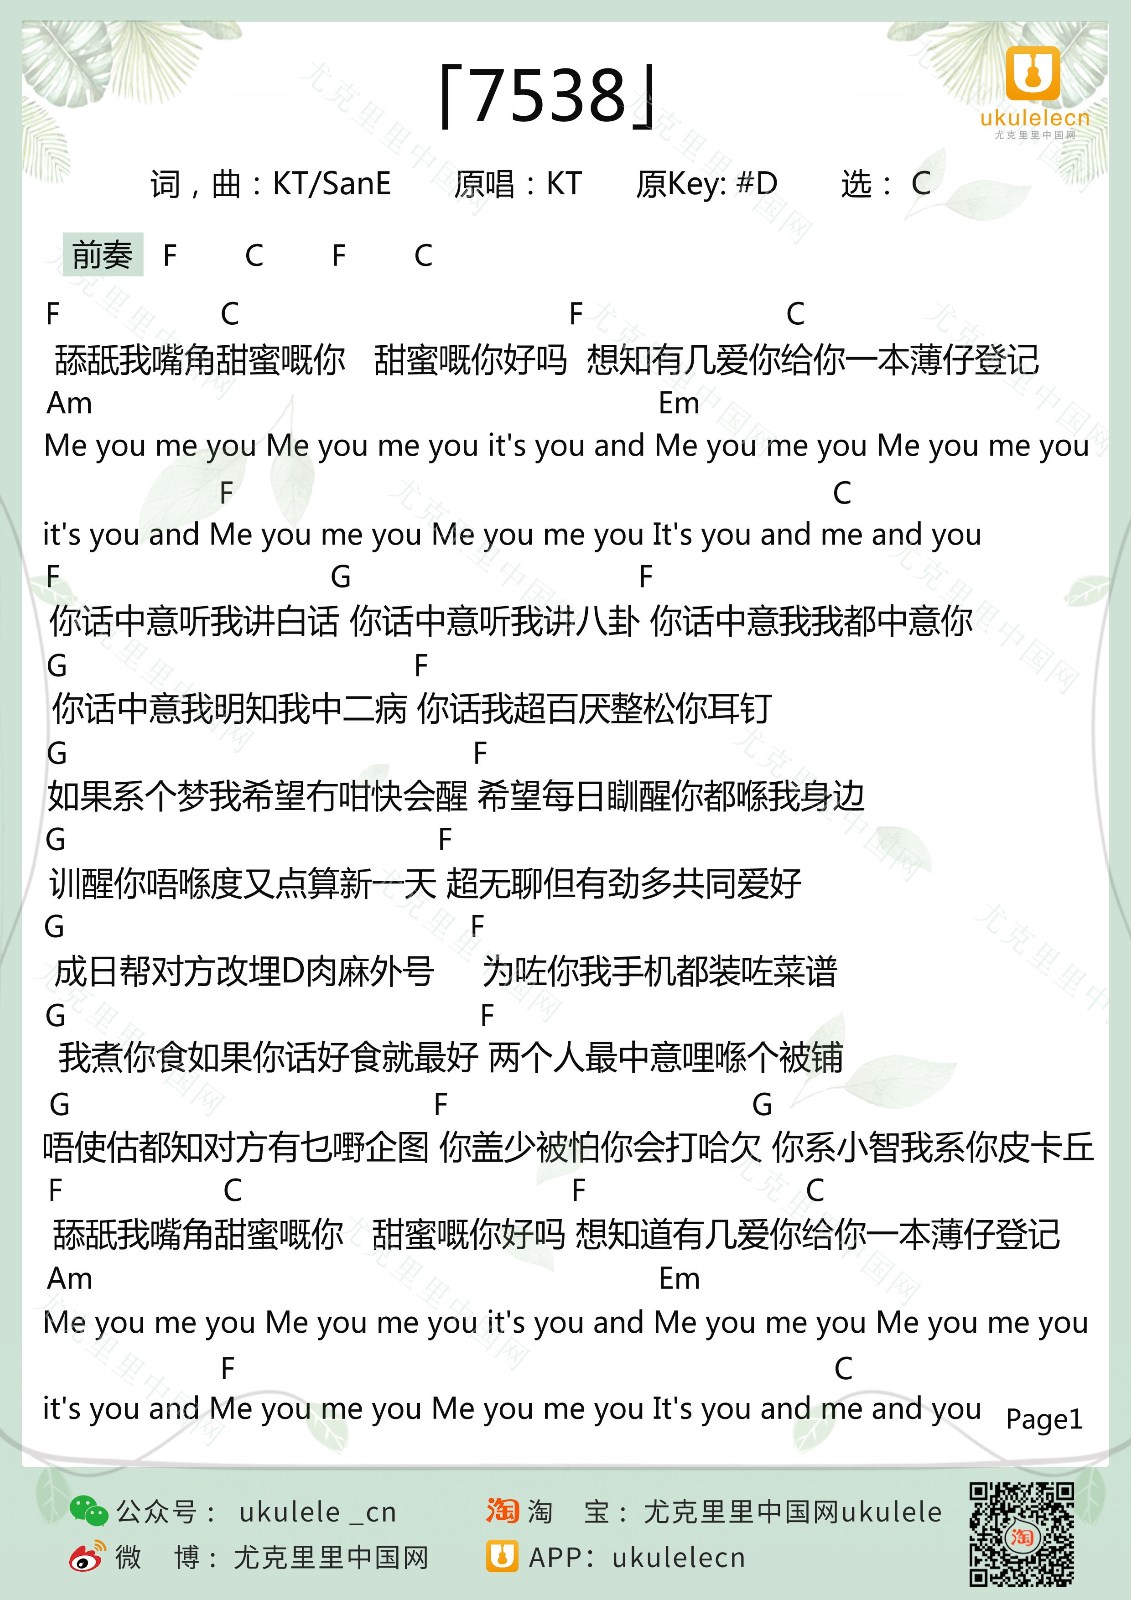 「7538」
ukulelecn
尤克里里中国网
词，曲：KT/SanE 原唱：KT 原Key: #D 选： C
前奏 F C F C
F C F C
舔舐我嘴角甜蜜嘅你 甜蜜嘅你好吗 想知有几爱你给你一本薄仔登记
Am Em
Me you me you Me you me you it's you and Me you me you Me you me you
F C
it's you and Me you me you Me you me you It's you and me and you
F G F
你话中意听我讲白话 你话中意听我讲八卦 你话中意我我都中意你
G F
你话中意我明知我中二病 你话我超百厌整松你耳钉
G F
如果系个梦我希望冇咁快会醒 希望每日瞓醒你都喺我身边
G F
训醒你唔喺度又点算新一天 超无聊但有劲多共同爱好
G F
成日帮对方改埋D肉麻外号 为咗你我手机都装咗菜谱
G F
我煮你食如果你话好食就最好 两个人最中意哩喺个被铺
G F G
唔使估都知对方有乜嘢企图 你盖少被怕你会打哈欠 你系小智我系你皮卡丘
F C F C
舔舐我嘴角甜蜜嘅你 甜蜜嘅你好吗 想知道有几爱你给你一本薄仔登记
Am Em
Me you me you Me you me you it's you and Me you me you Me you me you
F C
it's you and Me you me you Me you me you It's you and me and you
Page1
公众号： ukulele _cn 淘 淘 宝：尤克里里中国网ukulele
微 博：尤克里里中国网 APP：ukulelecn
淘